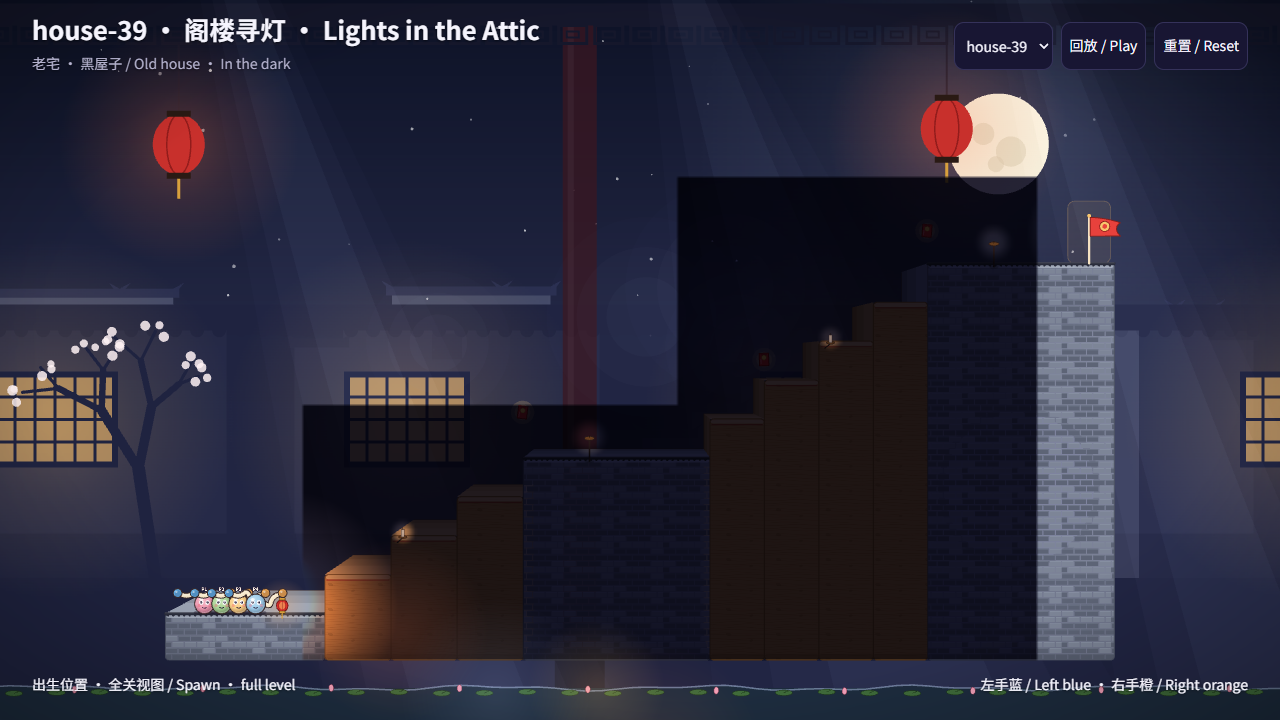 house-39 · 阁楼寻灯 · Lights in the Attic
老宅 · 黑屋子 / Old house : In the dark
house-39
回放 / Play
重置 / Reset
出生位置 · 全关视图 / Spawn · full level
左手蓝 / Left blue · 右手橙 / Right orange